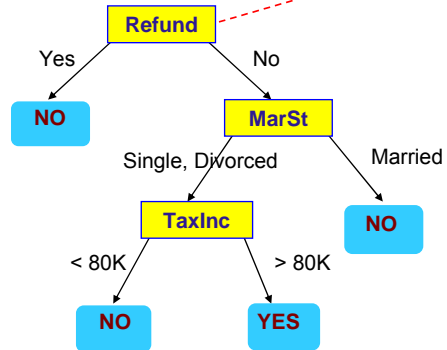 Refund
Yes
No
NO
MarSt
Single, Divorced
Married
TaxInc
NO
< 80K
> 80K
NO
YES